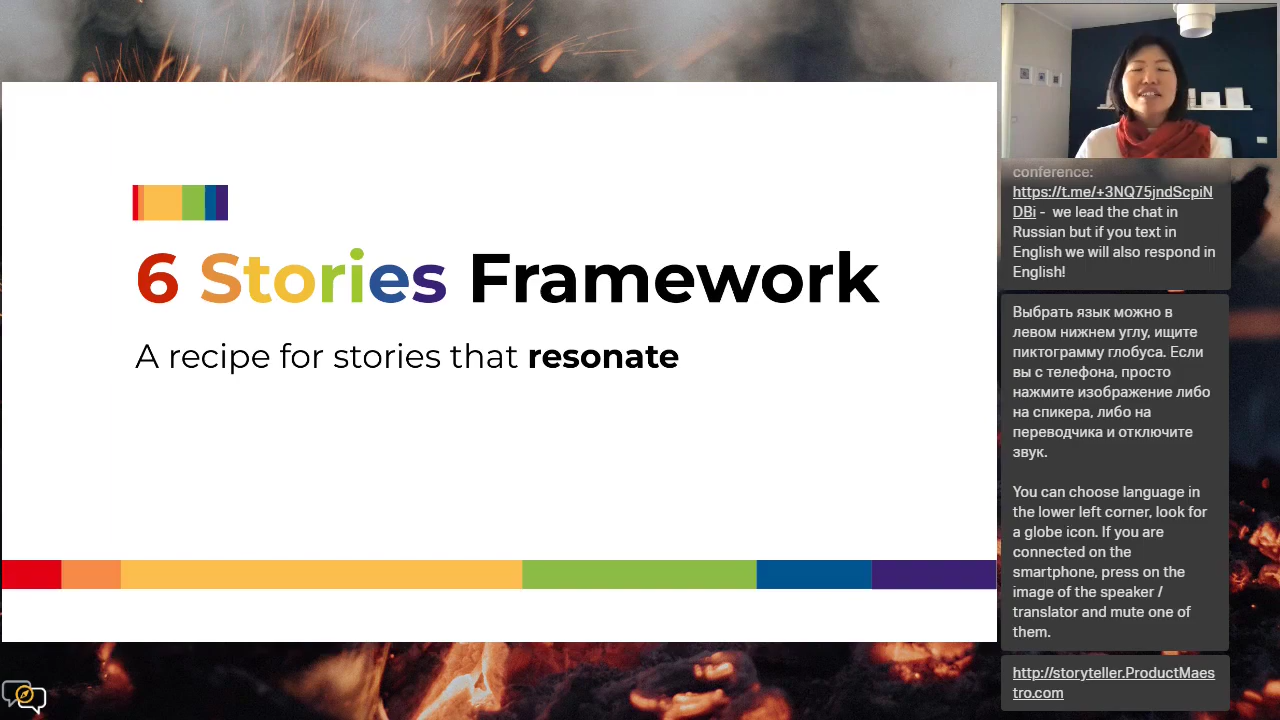 6 Stories Framework
A recipe for stories that resonate
conference:
https://t.me/+3NQ75jndScpiN
DBi -  we lead the chat in
Russian but if you text in
English we will also respond in
English!
Выбрать язык можно в
левом нижнем углу, ищите
пиктограмму глобуса. Если
вы с телефона, просто
нажмите изображение либо
на спикера, либо на
переводчика и отключите
звук.
You can choose language in
the lower left corner, look for
a globe icon. If you are
connected on the
smartphone, press on the
image of the speaker /
translator and mute one of
them.
http://storyteller.ProductMaes
tro.com